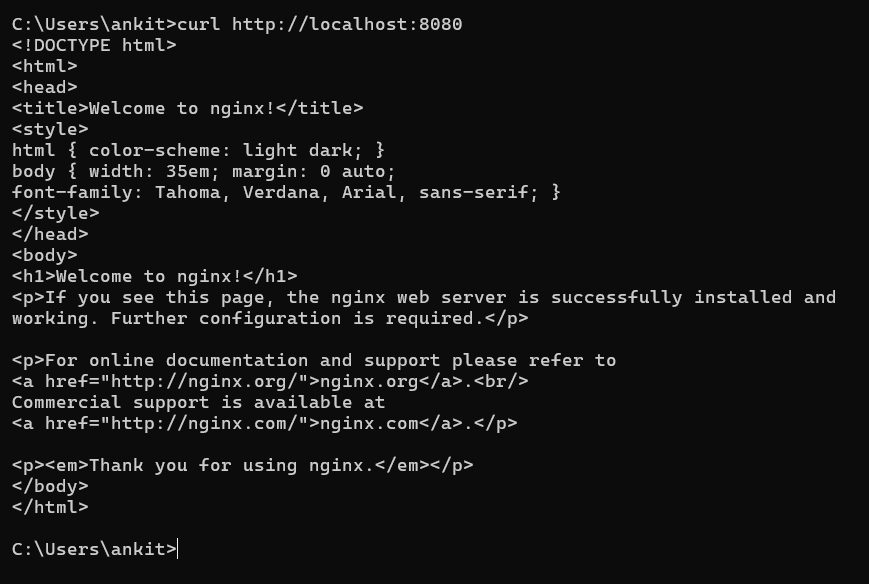 C:\Users\ankit>curl http://localhost:8080
<!DOCTYPE html>
<html>
<head>
<title>Welcome to nginx!</title>
<style>
html { color-scheme: light dark; }
body { width: 35em; margin: 0 auto;
font-family: Tahoma, Verdana, Arial, sans-serif; }
</style>
</head>
<body>
<h1>Welcome to nginx!</h1>
<p>If you see this page, the nginx web server is successfully installed and
working. Further configuration is required.</p>

<p>For online documentation and support please refer to
<a href="http://nginx.org/">nginx.org</a>.<br/>
Commercial support is available at
<a href="http://nginx.com/">nginx.com</a>.</p>

<p><em>Thank you for using nginx.</em></p>
</body>
</html>

C:\Users\ankit>